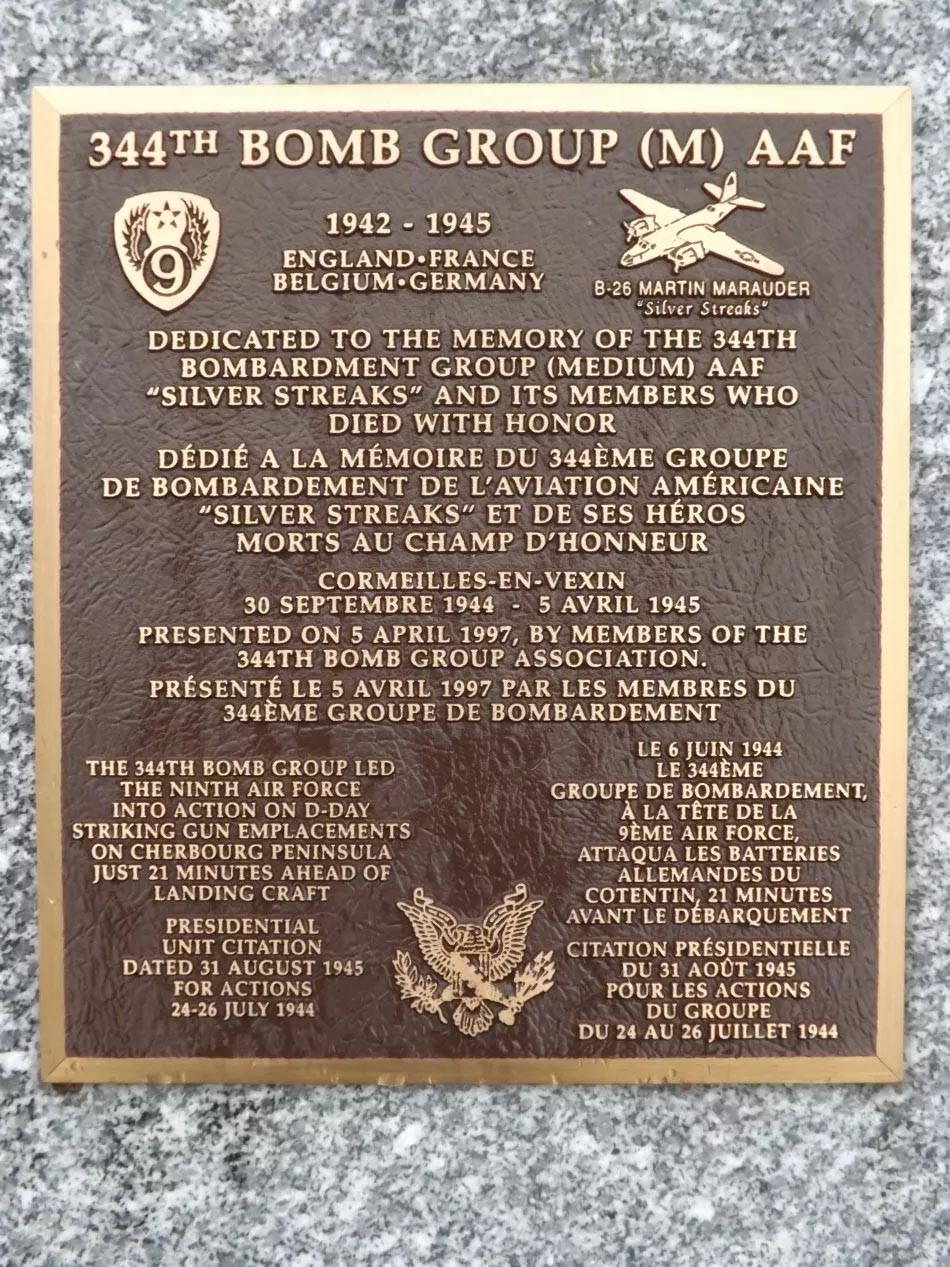 344TH BOMB GROUP (M) AAF
9
1942 - 1945
ENGLAND•FRANCE
BELGIUM•GERMANY
B-26 MARTIN MARAUDER
"Silver Streaks"
DEDICATED TO THE MEMORY OF THE 344TH
BOMBARDMENT GROUP (MEDIUM) AAF
"SILVER STREAKS" AND ITS MEMBERS WHO
DIED WITH HONOR
DÉDIÉ A LA MÉMOIRE DU 344ÈME GROUPE
DE BOMBARDEMENT DE L'AVIATION AMÉRICAINE
"SILVER STREAKS" ET DE SES HÉROS
MORTS AU CHAMP D'HONNEUR
CORMEILLES-EN-VEXIN
30 SEPTEMBRE 1944 - 5 AVRIL 1945
PRESENTED ON 5 APRIL 1997, BY MEMBERS OF THE
344TH BOMB GROUP ASSOCIATION.
PRÉSENTÉ LE 5 AVRIL 1997 PAR LES MEMBRES DU
344ÈME GROUPE DE BOMBARDEMENT
THE 344TH BOMB GROUP LED
THE NINTH AIR FORCE
INTO ACTION ON D-DAY
STRIKING GUN EMPLACEMENTS
ON CHERBOURG PENINSULA
JUST 21 MINUTES AHEAD OF
LANDING CRAFT
PRESIDENTIAL
UNIT CITATION
DATED 31 AUGUST 1945
FOR ACTIONS
24-26 JULY 1944
LE 6 JUIN 1944
LE 344ÈME
GROUPE DE BOMBARDEMENT,
À LA TÊTE DE LA
9ÈME AIR FORCE,
ATTAQUA LES BATTERIES
ALLEMANDES DU
COTENTIN, 21 MINUTES
AVANT LE DÉBARQUEMENT
CITATION PRÉSIDENTIELLE
DU 31 AOÛT 1945
POUR LES ACTIONS
DU GROUPE
DU 24 AU 26 JUILLET 1944